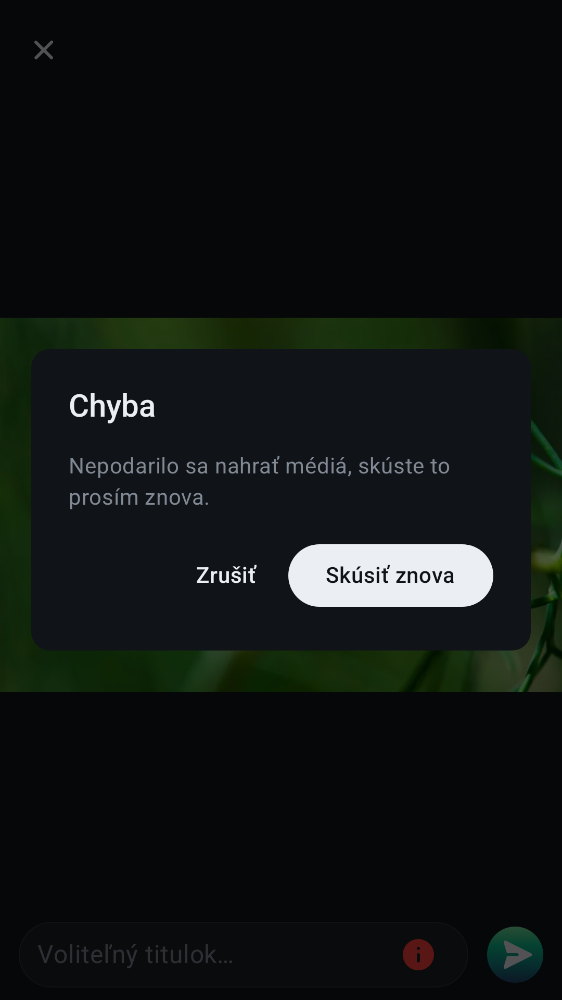 Chyba
Nepodarilo sa nahrať médiá, skúste to
prosím znova.
Zrušiť
Skúsiť znova
Voliteľný titulok…